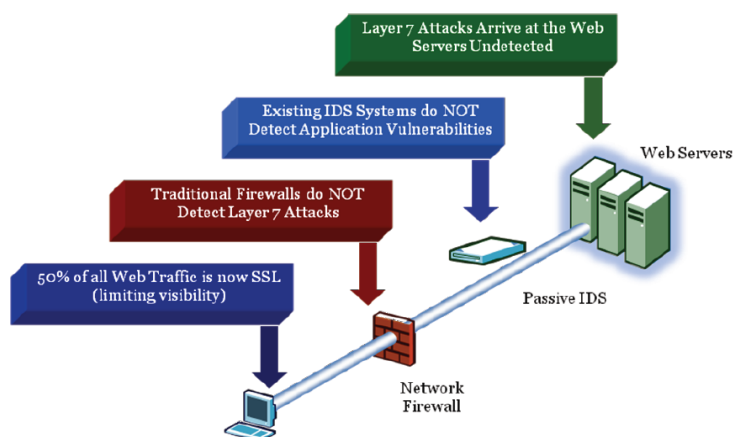 Layer 7 Attacks Arrive at the Web
Servers Undetected
Existing IDS Systems do NOT
Detect Application Vulnerabilities
Web Servers
Traditional Firewalls do NOT
Detect Layer 7 Attacks
50% of all Web Traffic is now SSL
(limiting visibility)
Passive IDS
Network
Firewall